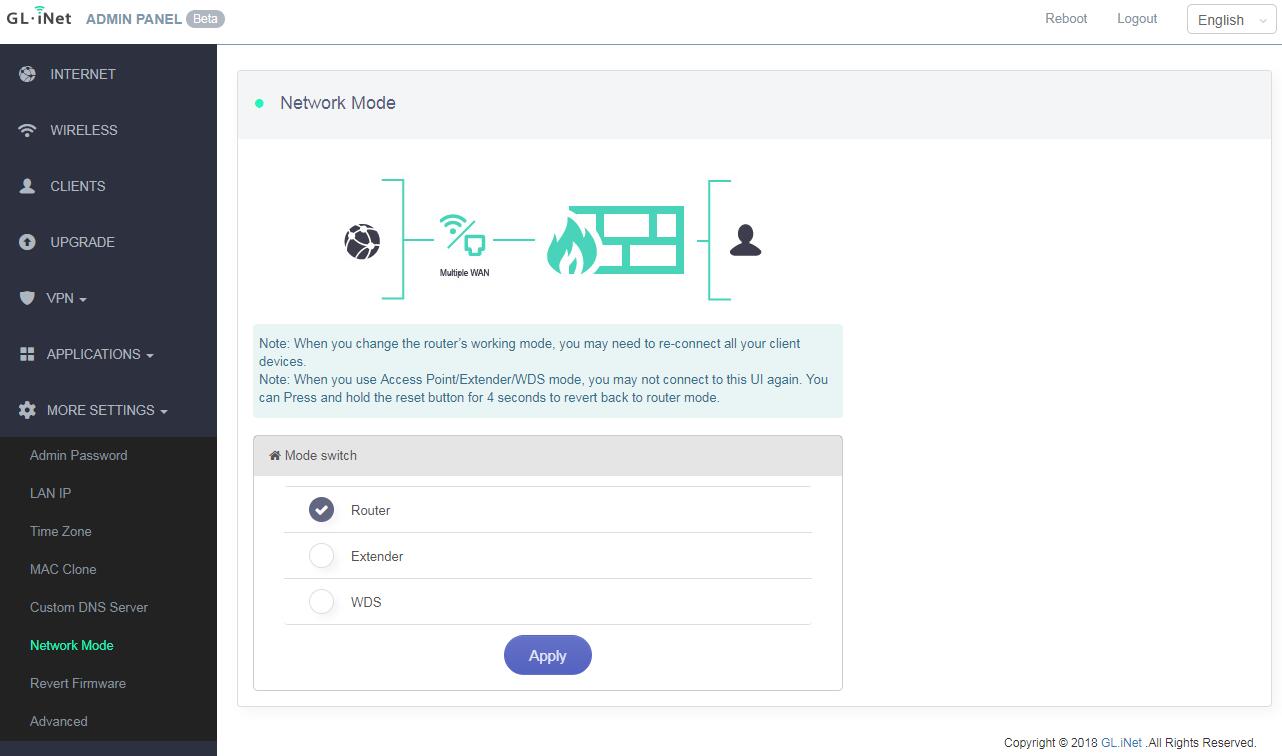 GL·iNet ADMIN PANEL Beta
Reboot Logout English
INTERNET
WIRELESS
CLIENTS
UPGRADE
VPN
APPLICATIONS
MORE SETTINGS
Admin Password
LAN IP
Time Zone
MAC Clone
Custom DNS Server
Network Mode
Revert Firmware
Advanced
Network Mode
Multiple WAN
Note: When you change the router’s working mode, you may need to re-connect all your client
devices.
Note: When you use Access Point/Extender/WDS mode, you may not connect to this UI again. You
can Press and hold the reset button for 4 seconds to revert back to router mode.
Mode switch
Router
Extender
WDS
Apply
Copyright © 2018 GL.iNet .All Rights Reserved.